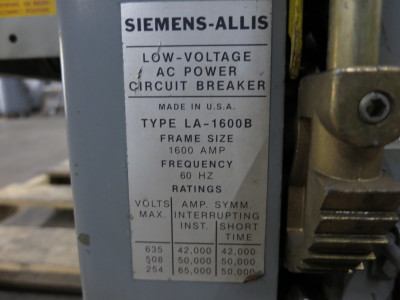 SIEMENS-ALLIS
LOW-VOLTAGE
AC POWER
CIRCUIT BREAKER
MADE IN U.S.A.
TYPE LA-1600B
FRAME SIZE
1600 AMP
FREQUENCY
60 HZ
RATINGS
VOLTS MAX. AMP. SYMM. INTERRUPTING
INST. SHORT TIME
635 42,000 42,000
508 50,000 50,000
254 65,000 50,000